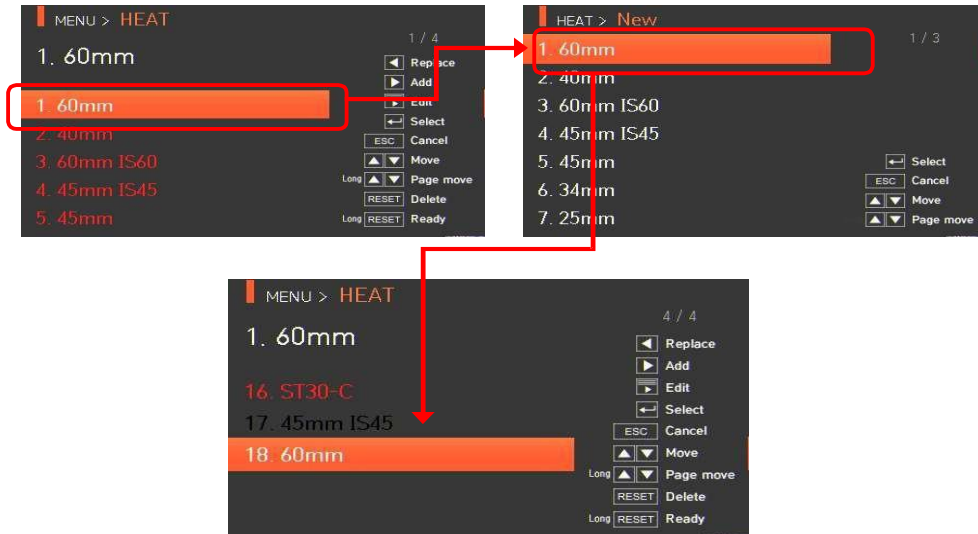 MENU > HEAT
1 / 4
1. 60mm
Replace
Add
1. 60mm
Edit
Select
2. 40mm
ESC Cancel
3. 60mm IS60
Move
Long Page move
4. 45mm IS45
RESET Delete
5. 45mm
Long RESET Ready
HEAT > New
1 / 3
1. 60mm
2. 40mm
3. 60mm IS60
4. 45mm IS45
5. 45mm
Select
ESC Cancel
6. 34mm
Move
7. 25mm
Page move
MENU > HEAT
4 / 4
1. 60mm
Replace
Add
16. ST30-C
Edit
Select
17. 45mm IS45
ESC Cancel
18. 60mm
Move
Long Page move
RESET Delete
Long RESET Ready